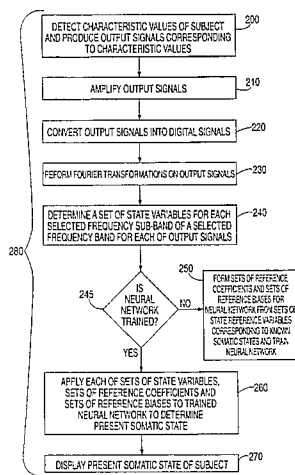 200
DETECT CHARACTERISTIC VALUES OF SUBJECT
AND PRODUCE OUTPUT SIGNALS CORRESPONDING
TO CHARACTERISTIC VALUES
210
AMPLIFY OUTPUT SIGNALS
220
CONVERT OUTPUT SIGNALS INTO DIGITAL SIGNALS
230
FEFORM FOURIER TRANSFORMATIONS ON OUTPUT SIGNALS
240
DETERMINE A SET OF STATE VARIABLES FOR EACH
SELECTED FREQUENCY SUB-BAND OF A SELECTED
FREQUENCY BAND FOR EACH OF OUTPUT SIGNALS
280
245
IS
NEURAL
NETWORK
TRAINED?
NO
YES
250
FORM SETS OF REFERENCE
COEFFICIENTS AND SETS OF
REFERENCE BIASES FOR
NEURAL NETWORK FROM SETS OF
STATE REFERENCE VARIABLES
CORRESPONDING TO KNOWN
SOMATIC STATES AND TRAIN
NEURAL NETWORK
260
APPLY EACH OF SETS OF STATE VARIABLES,
SETS OF REFERENCE COEFFICIENTS AND
SETS OF REFERENCE BIASES TO TRAINED
NEURAL NETWORK TO DETERMINE
PRESENT SOMATIC STATE
270
DISPLAY PRESENT SOMATIC STATE OF SUBJECT